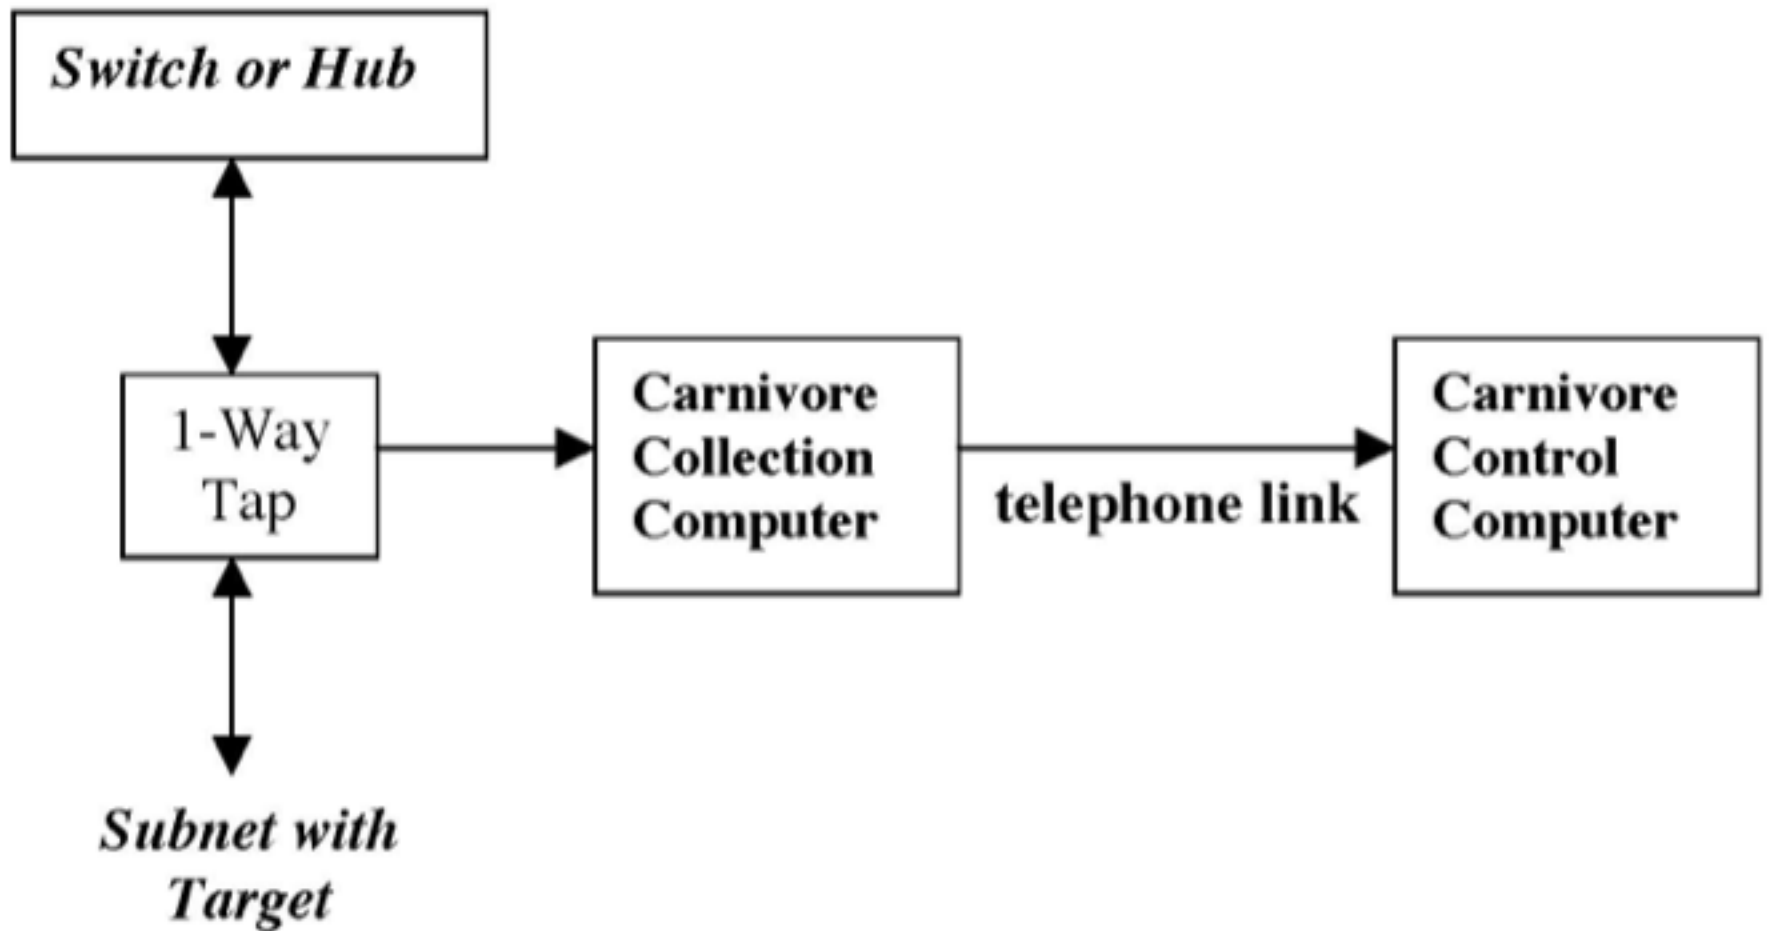 Switch or Hub
1-Way
Tap
Carnivore
Collection
Computer
telephone link
Carnivore
Control
Computer
Subnet with
Target